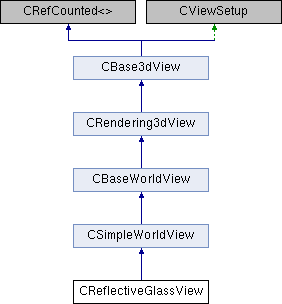 CRefCounted<> CViewSetup
CBase3dView
CRendering3dView
CBaseWorldView
CSimpleWorldView
CReflectiveGlassView